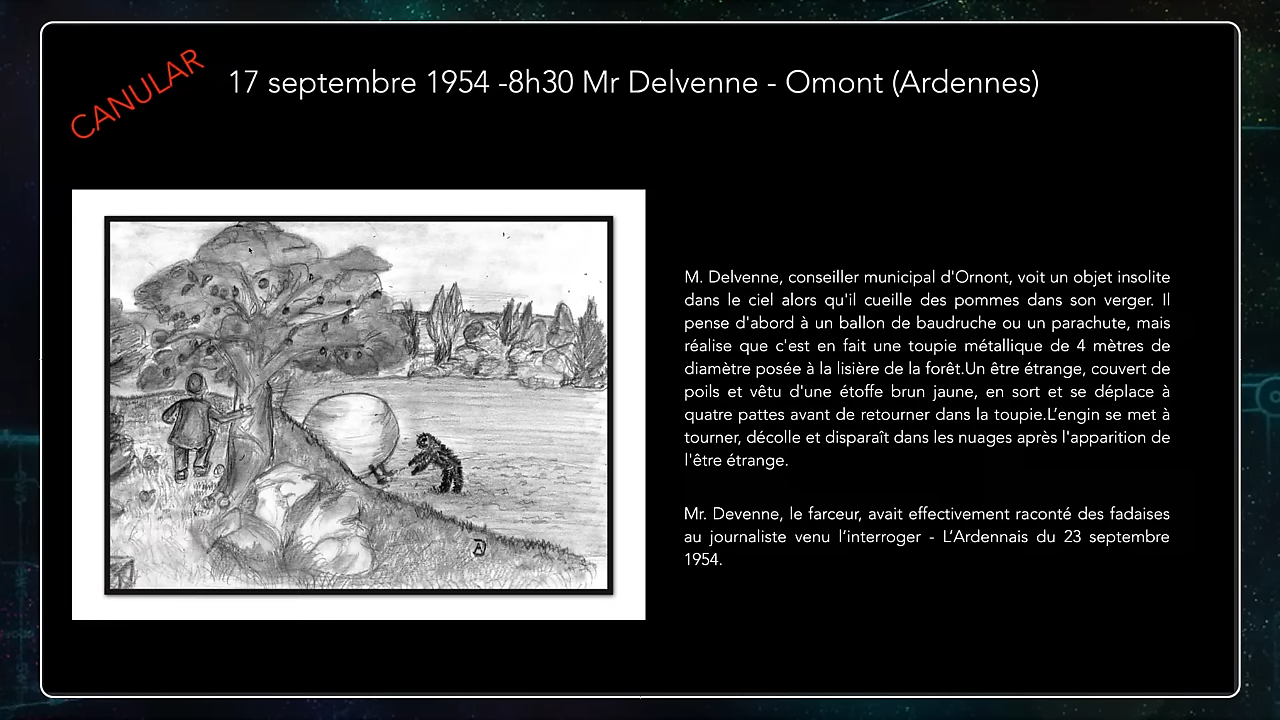 CANULAR
17 septembre 1954 -8h30 Mr Delvenne - Omont (Ardennes)
M. Delvenne, conseiller municipal d'Ornont, voit un objet insolite
dans le ciel alors qu'il cueille des pommes dans son verger. Il
pense d'abord à un ballon de baudruche ou un parachute, mais
réalise que c'est en fait une toupie métallique de 4 mètres de
diamètre posée à la lisière de la forêt.Un être étrange, couvert de
poils et vêtu d'une étoffe brun jaune, en sort et se déplace à
quatre pattes avant de retourner dans la toupie.L’engin se met à
tourner, décolle et disparaît dans les nuages après l'apparition de
l'être étrange.
Mr. Devenne, le farceur, avait effectivement raconté des fadaises
au journaliste venu l’interroger - L’Ardennais du 23 septembre
1954.